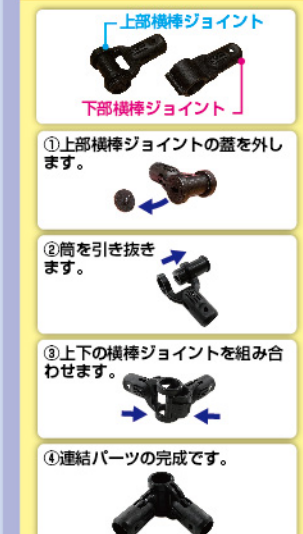 上部横棒ジョイント
下部横棒ジョイント
①上部横棒ジョイントの蓋を外し
ます。
②筒を引き抜き
ます。
③上下の横棒ジョイントを組み合
わせます。
④連結パーツの完成です。